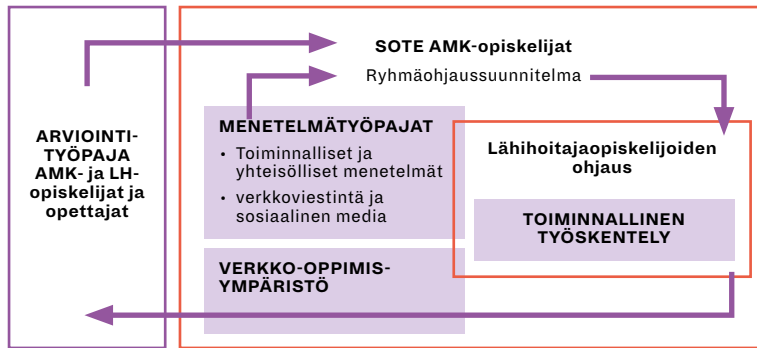 ARVIOINTI-
TYÖPAJA
AMK- ja LH-
opiskelijat ja
opettajat
SOTE AMK-opiskelijat
Ryhmäohjaussuunnitelma
MENETELMÄTYÖPAJAT
• Toiminnalliset ja
yhteisölliset menetelmät
• verkkoviestintä ja
sosiaalinen media
VERKKO-OPPIMIS-
YMPÄRISTÖ
Lähihoitajaopiskelijoiden
ohjaus
TOIMINNALLINEN
TYÖSKENTELY